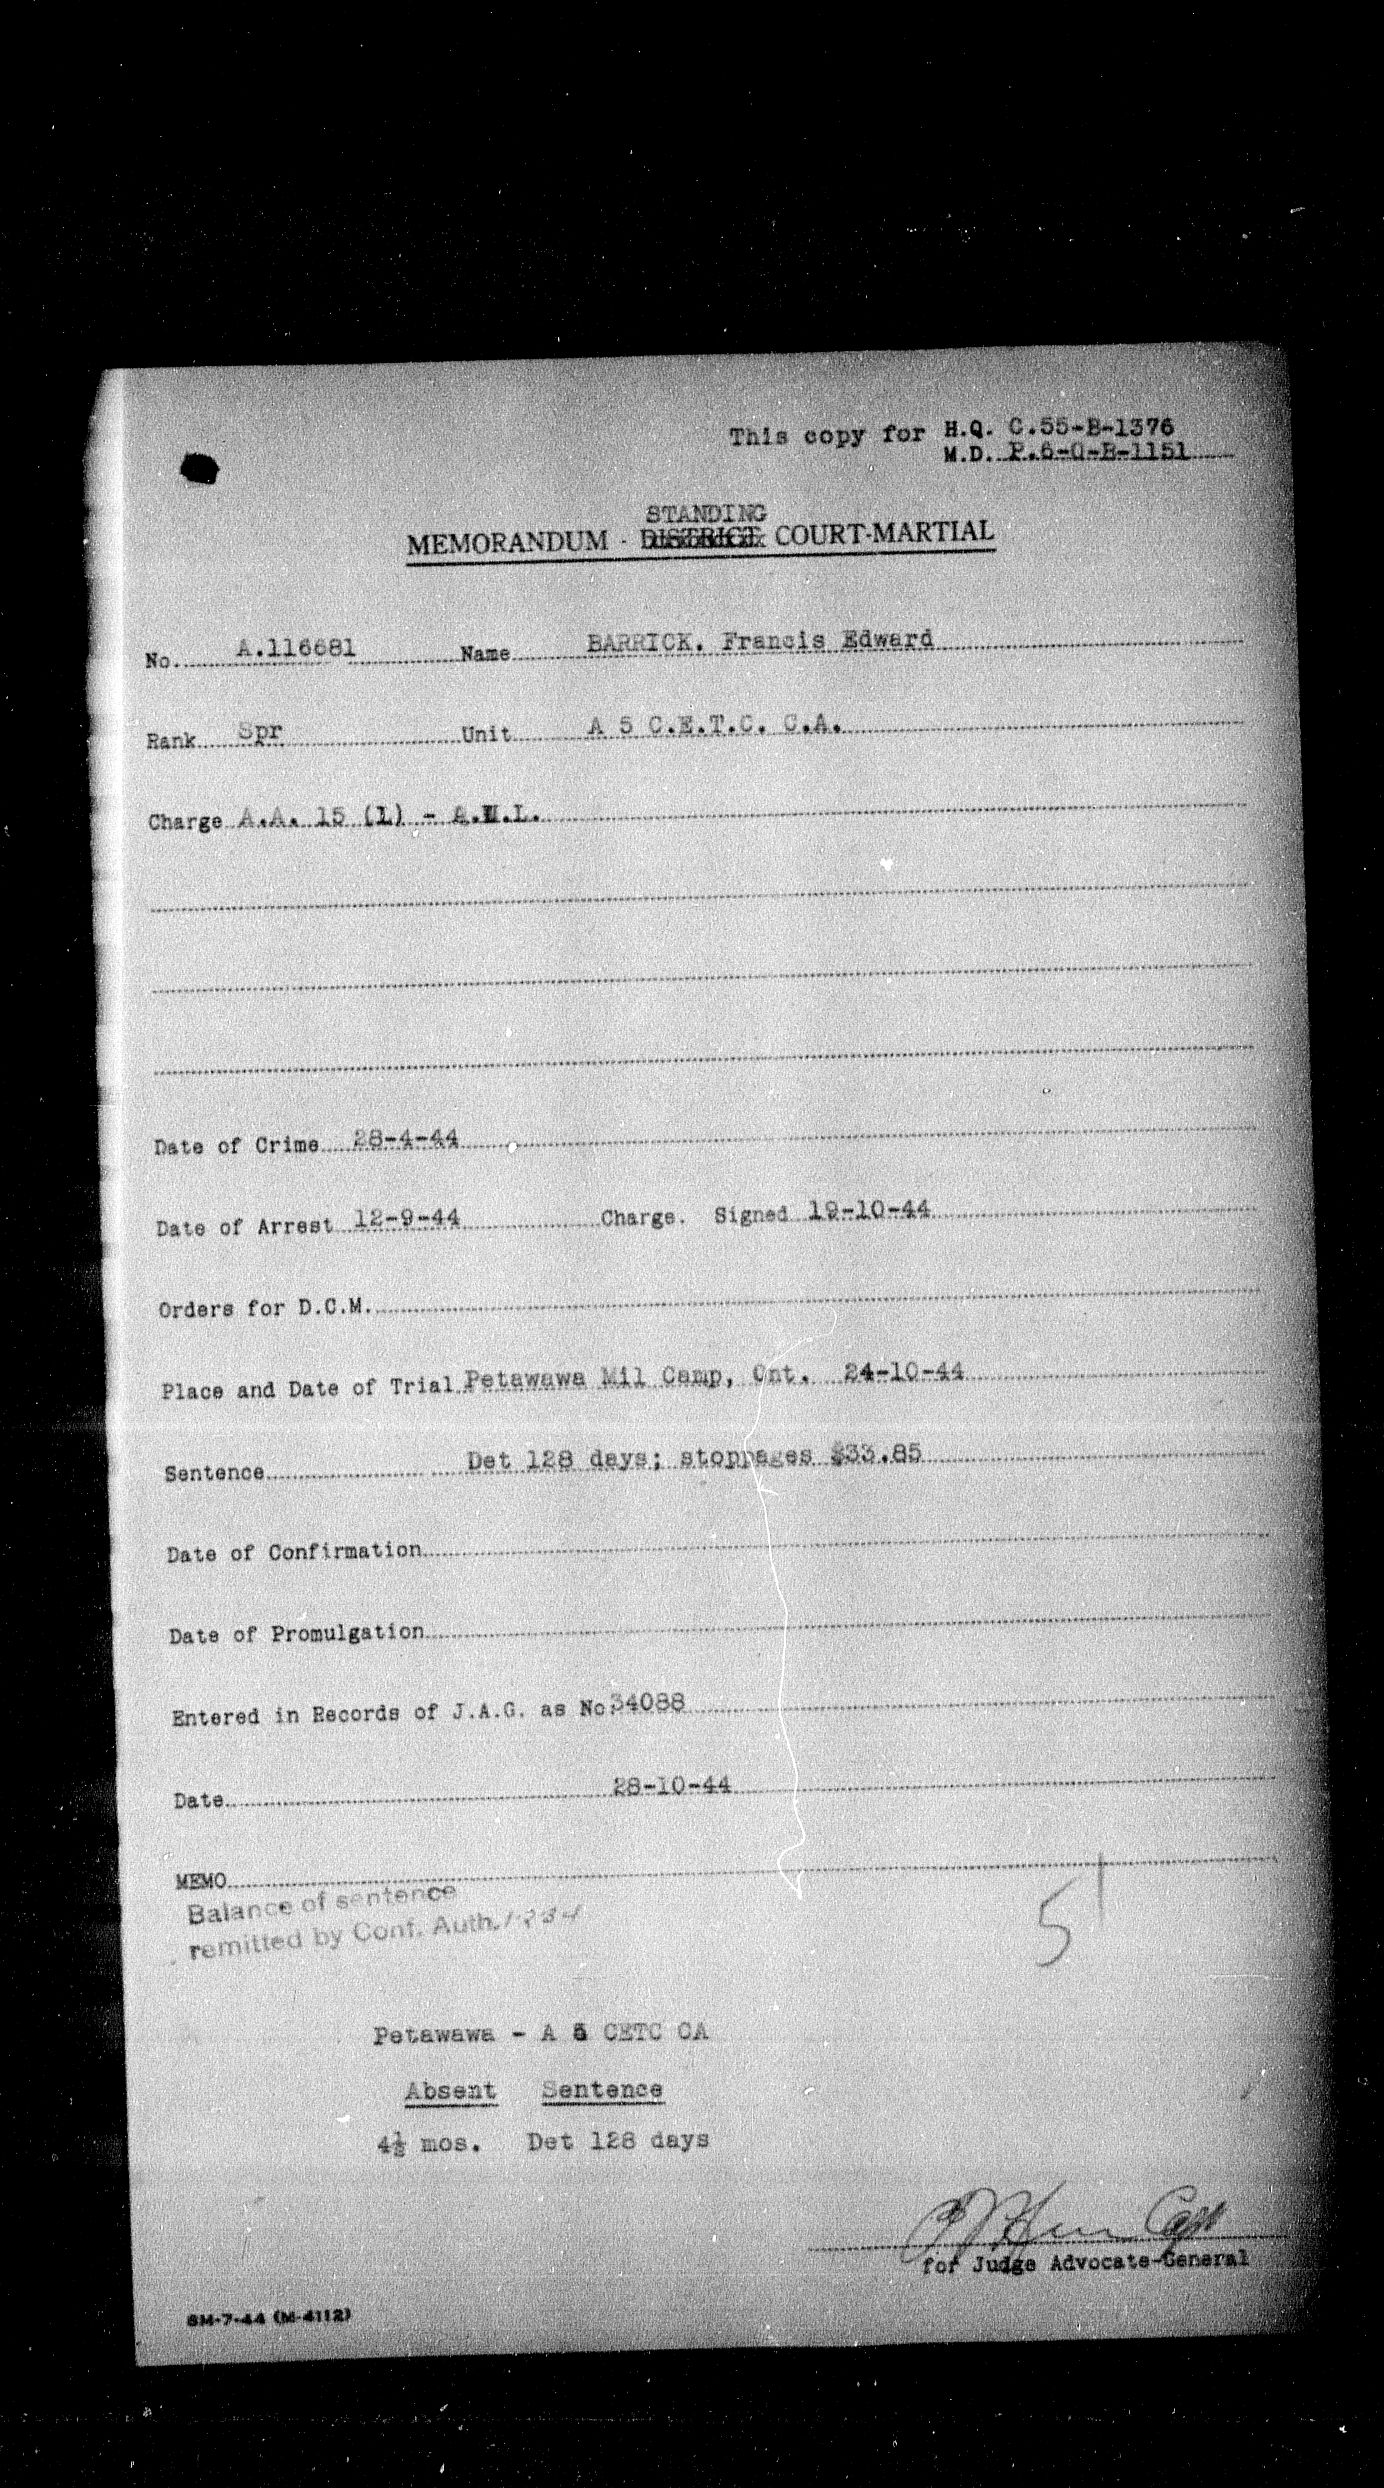 This copy for H.Q. C.55-B-1376
M.D. P.6-Q-B-1151
STANDING
MEMORANDUM - DISTRICT COURT-MARTIAL
No. A.116681 Name BARRICK, Francis Edward
Rank Spr Unit A 5 C.E.T.C. C.A.
Charge A.A. 15 (1) - A.W.L.
Date of Crime 28-4-44
Date of Arrest 12-9-44 Charge. Signed 19-10-44
Orders for D.C.M.
Place and Date of Trial Petawawa Mil Camp, Ont. 24-10-44
Sentence Det 128 days; stoppages $33.85
Date of Confirmation
Date of Promulgation
Entered in Records of J.A.G. as No. 34088
Date 28-10-44
MEMO
Balance of sentence
remitted by Conf. Auth.
51
Petawawa - A 5 CETC CA
Absent Sentence
4½ mos. Det 128 days
Capt
for Judge Advocate-General
8M-7-44 (M-4112)